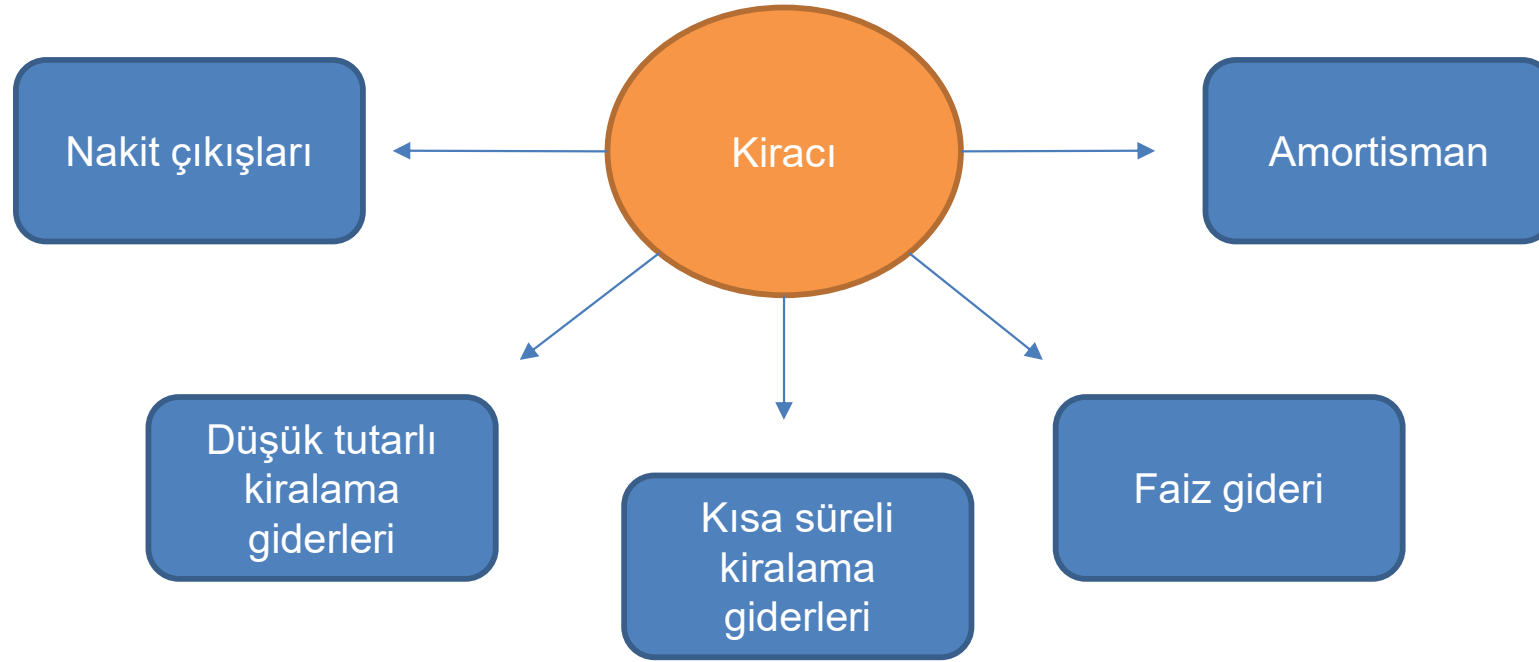 Kiracı
Nakit çıkışları
Amortisman
Düşük tutarlı
kiralama
giderleri
Kısa süreli
kiralama
giderleri
Faiz gideri